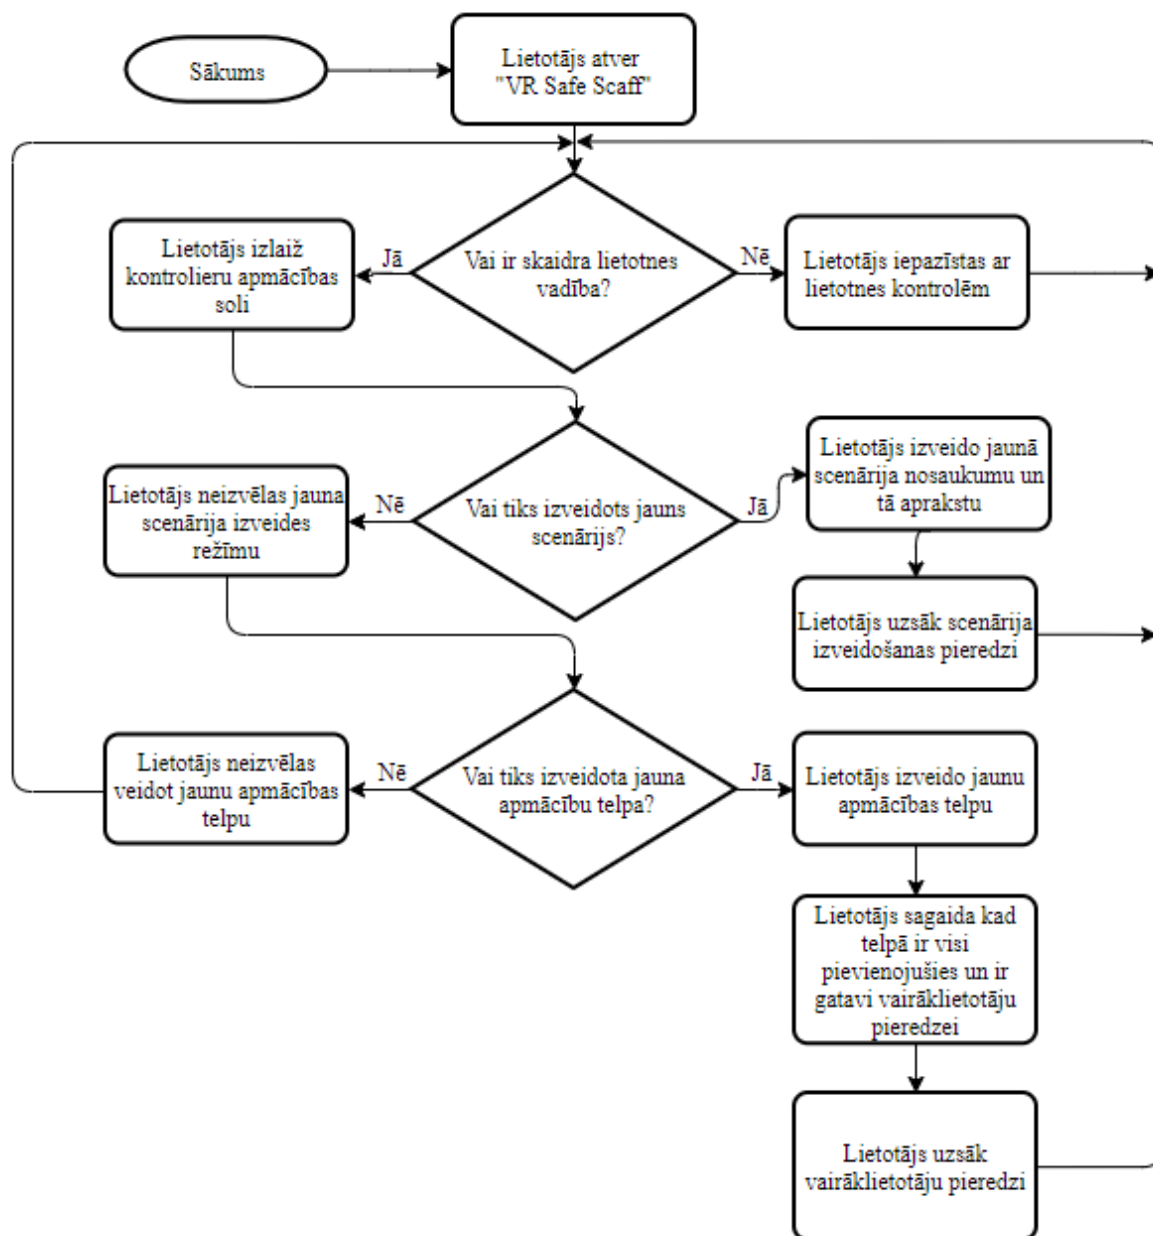 Sākums
Lietotājs atver
"VR Safe Scaff"
Lietotājs izlaiž
kontrolieru apmācības
soli
Jā
Vai ir skaidra lietotnes
vadība?
Nē
Lietotājs iepazīstas ar
lietotnes kontrolēm
Lietotājs neizvēlas jauna
scenārija izveides
režīmu
Nē
Vai tiks izveidots jauns
scenārijs?
Jā
Lietotājs izveido jaunā
scenārija nosaukumu un
tā aprakstu
Lietotājs uzsāk scenārija
izveidošanas pieredzi
Lietotājs neizvēlas
veidot jaunu apmācības
telpu
Nē
Vai tiks izveidota jauna
apmācību telpa?
Jā
Lietotājs izveido jaunu
apmācības telpu
Lietotājs sagaida kad
telpā ir visi
pievienojušies un ir
gatavi vairāklietotāju
pieredzei
Lietotājs uzsāk
vairāklietotāju pieredzi